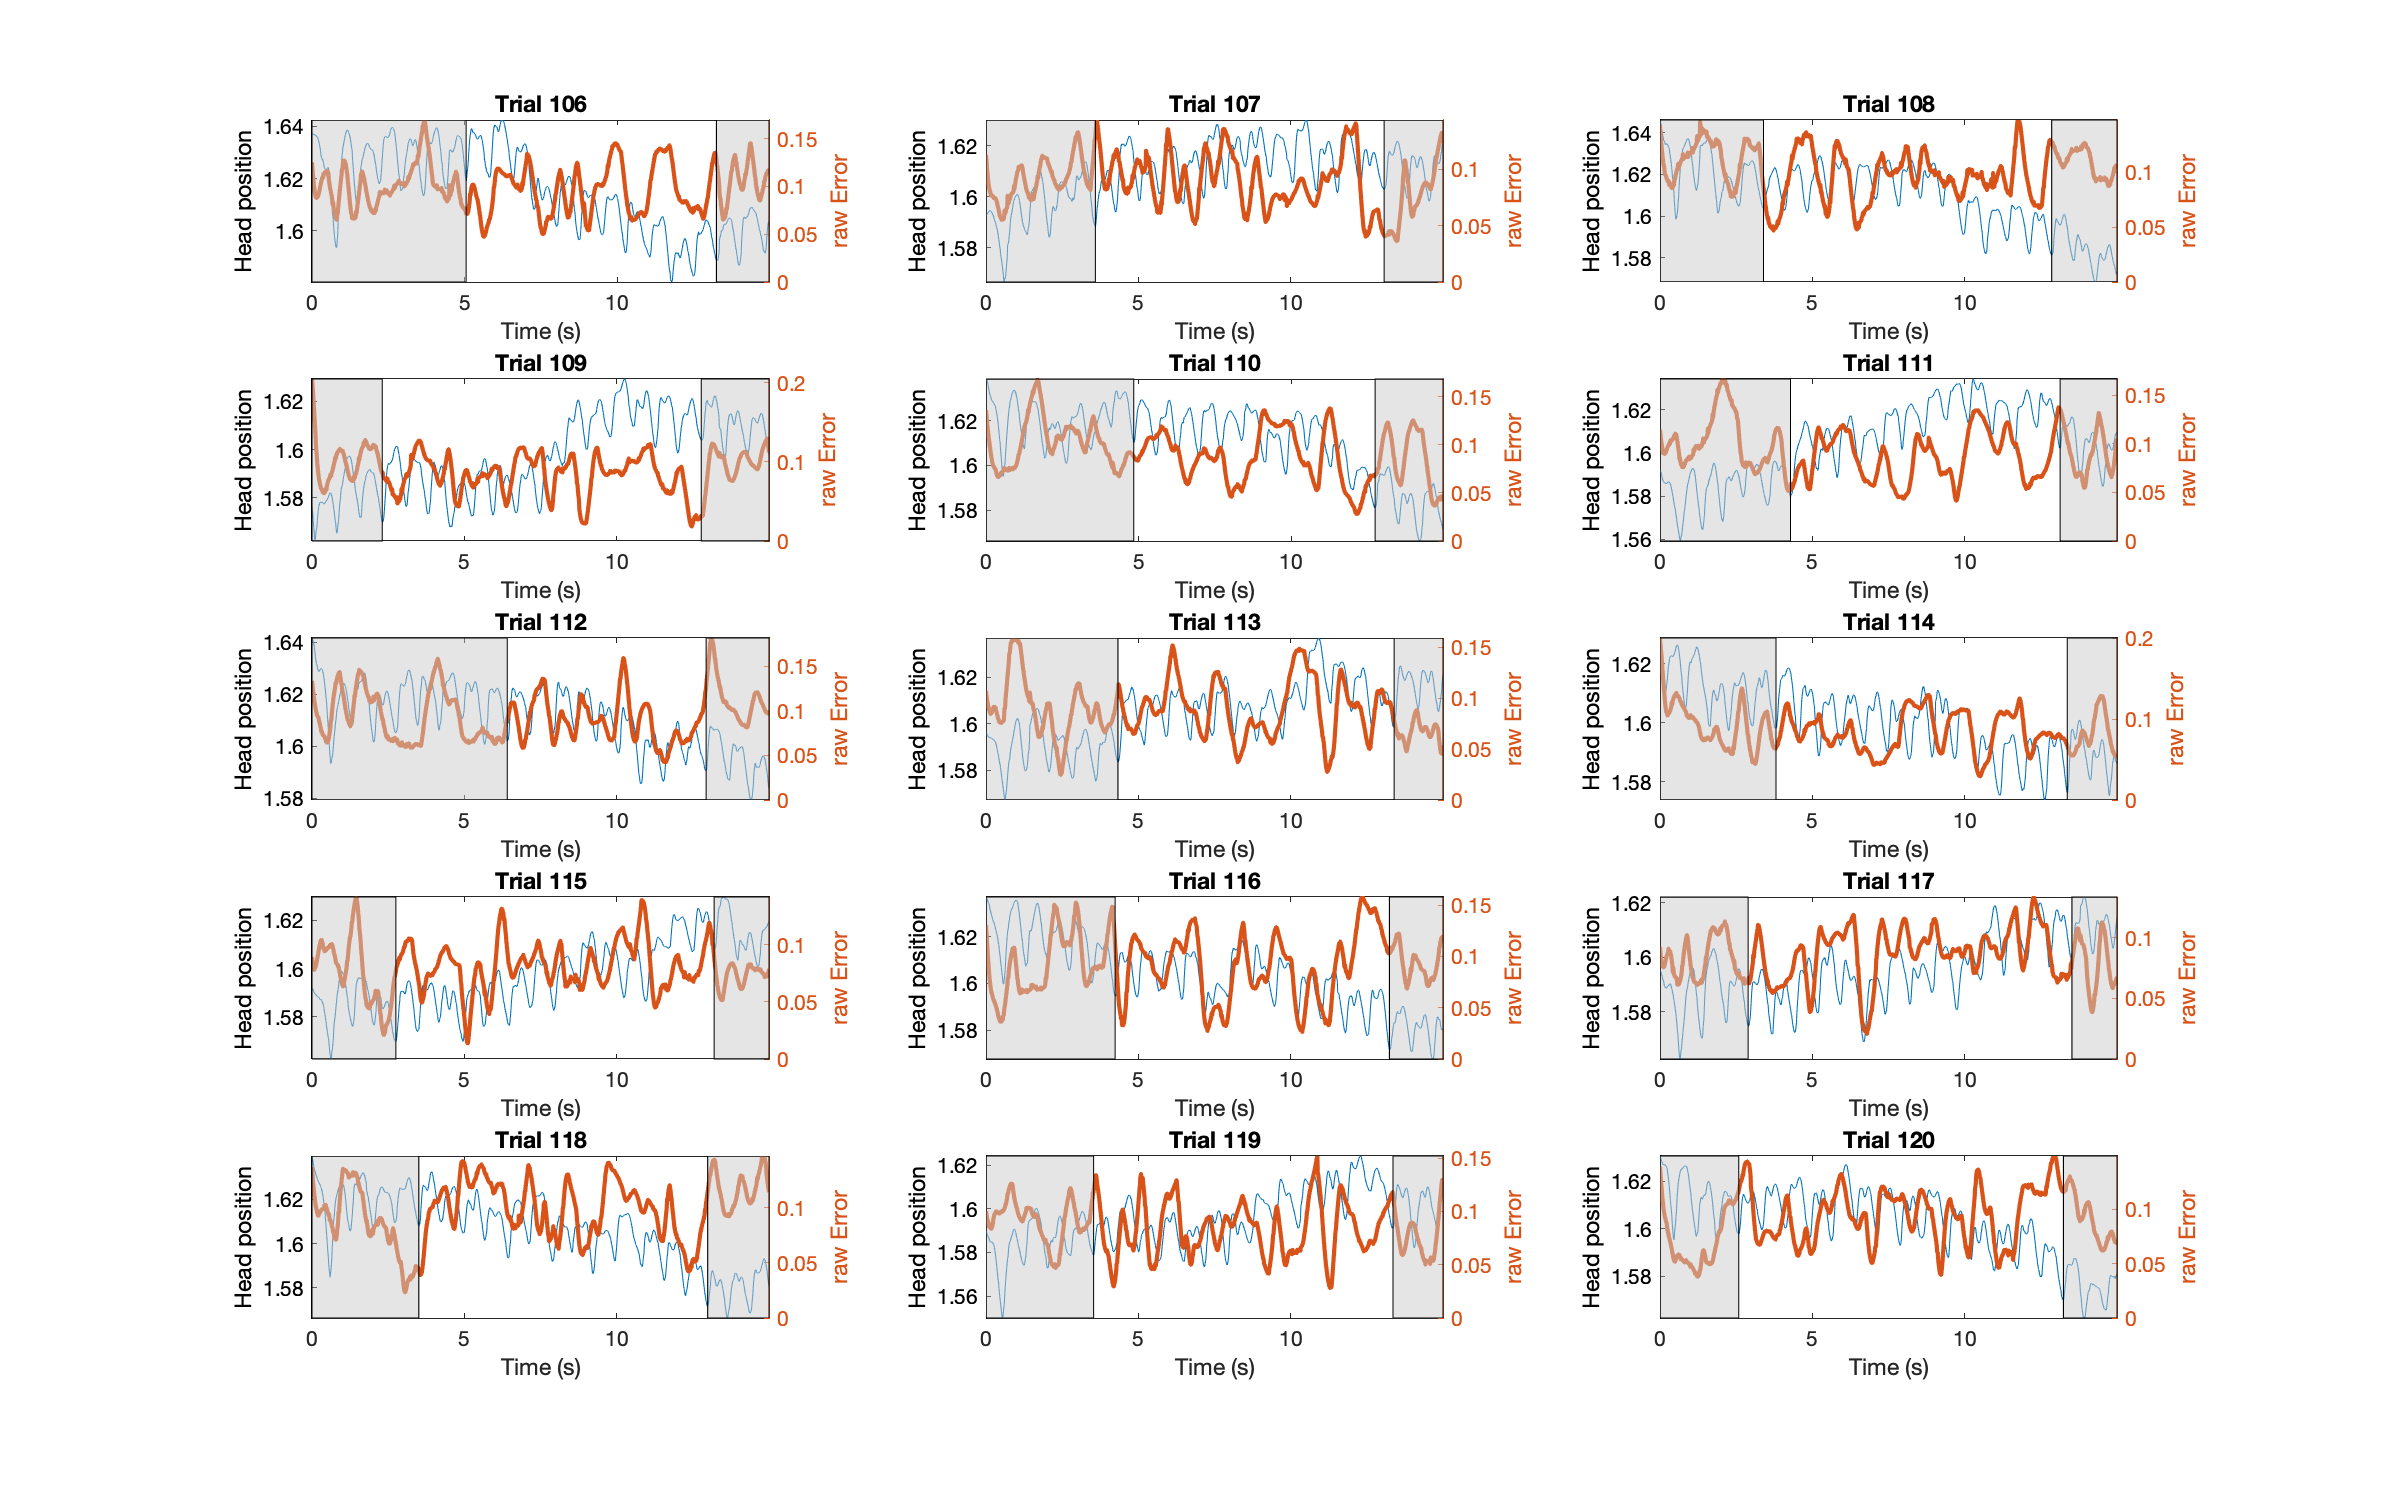 Trial 106
Head position
1.64
1.62
1.6
0.15
0.1
0.05
0
raw Error
0
5
10
Time (s)
Trial 107
Head position
1.62
1.6
1.58
0.1
0.05
0
raw Error
0
5
10
Time (s)
Trial 108
Head position
1.64
1.62
1.6
1.58
0.1
0.05
0
raw Error
0
5
10
Time (s)
Trial 109
Head position
1.62
1.6
1.58
0.2
0.1
0
raw Error
0
5
10
Time (s)
Trial 110
Head position
1.62
1.6
1.58
0.15
0.1
0.05
0
raw Error
0
5
10
Time (s)
Trial 111
Head position
1.62
1.6
1.58
1.56
0.15
0.1
0.05
0
raw Error
0
5
10
Time (s)
Trial 112
Head position
1.64
1.62
1.6
1.58
0.15
0.1
0.05
0
raw Error
0
5
10
Time (s)
Trial 113
Head position
1.62
1.6
1.58
0.15
0.1
0.05
0
raw Error
0
5
10
Time (s)
Trial 114
Head position
1.62
1.6
1.58
0.2
0.1
0
raw Error
0
5
10
Time (s)
Trial 115
Head position
1.62
1.6
1.58
0.1
0.05
0
raw Error
0
5
10
Time (s)
Trial 116
Head position
1.62
1.6
1.58
0.15
0.1
0.05
0
raw Error
0
5
10
Time (s)
Trial 117
Head position
1.62
1.6
1.58
0.1
0.05
0
raw Error
0
5
10
Time (s)
Trial 118
Head position
1.62
1.6
1.58
0.1
0.05
0
raw Error
0
5
10
Time (s)
Trial 119
Head position
1.62
1.6
1.58
1.56
0.15
0.1
0.05
0
raw Error
0
5
10
Time (s)
Trial 120
Head position
1.62
1.6
1.58
0.1
0.05
0
raw Error
0
5
10
Time (s)